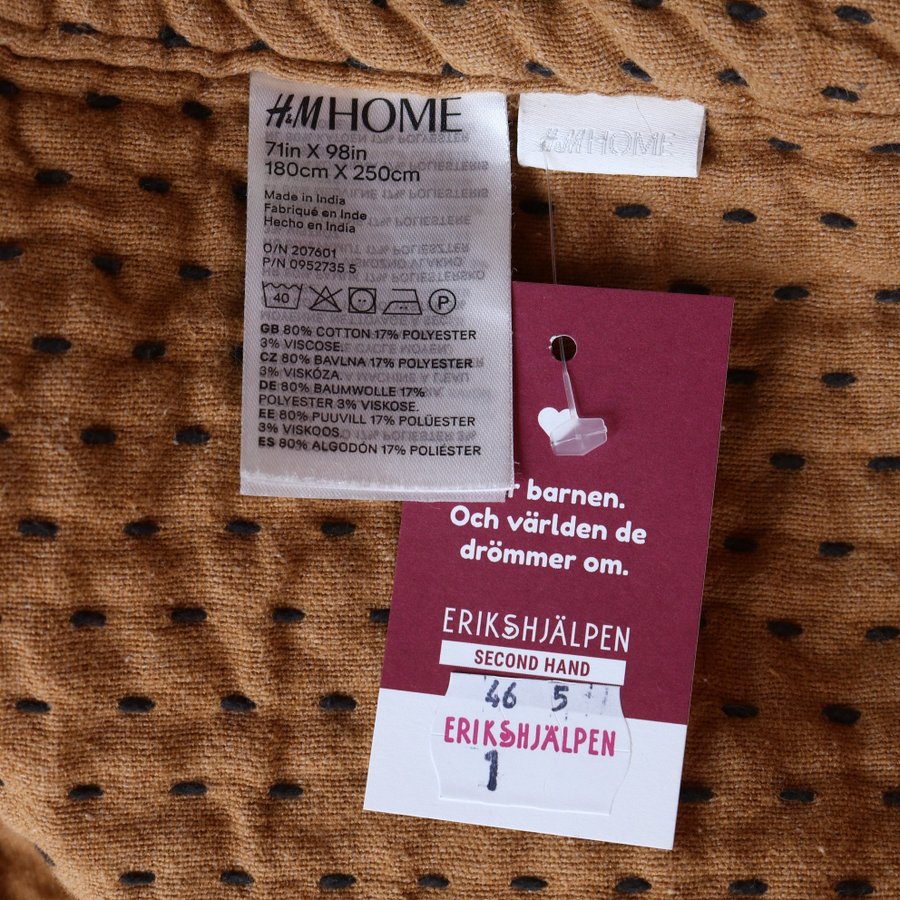 H&M HOME
71in X 98in
180cm X 250cm
Made in India
Fabriqué en Inde
Hecho en India
O/N 207601
P/N 0952735 5
40
P
GB 80% COTTON 17% POLYESTER
3% VISCOSE.
CZ 80% BAVLNA 17% POLYESTER
3% VISKÓZA.
DE 80% BAUMWOLLE 17%
POLYESTER 3% VISKOSE.
EE 80% PUUVILL 17% POLÜESTER
3% VISKOOS.
ES 80% ALGODÓN 17% POLIÉSTER
H&M HOME
barnen.
Och världen de
drömmer om.
ERIKSHJÄLPEN
SECOND HAND
46 5
ERIKSHJÄLPEN
1